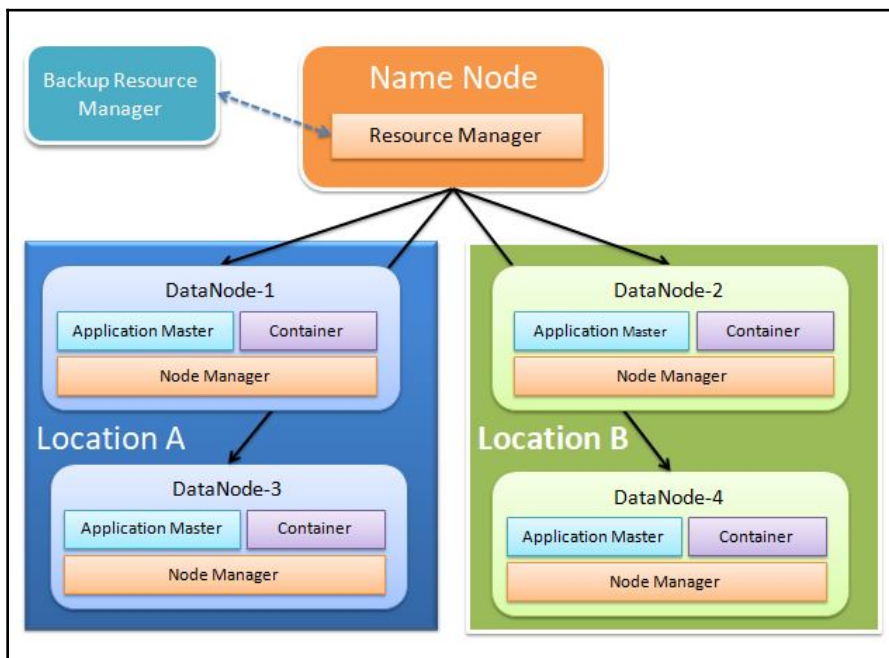 Backup Resource
Manager
Name Node
Resource Manager
DataNode-1
Application Master
Container
Node Manager
Location A
DataNode-3
Application Master
Container
Node Manager
DataNode-2
Application Master
Container
Node Manager
Location B
DataNode-4
Application Master
Container
Node Manager